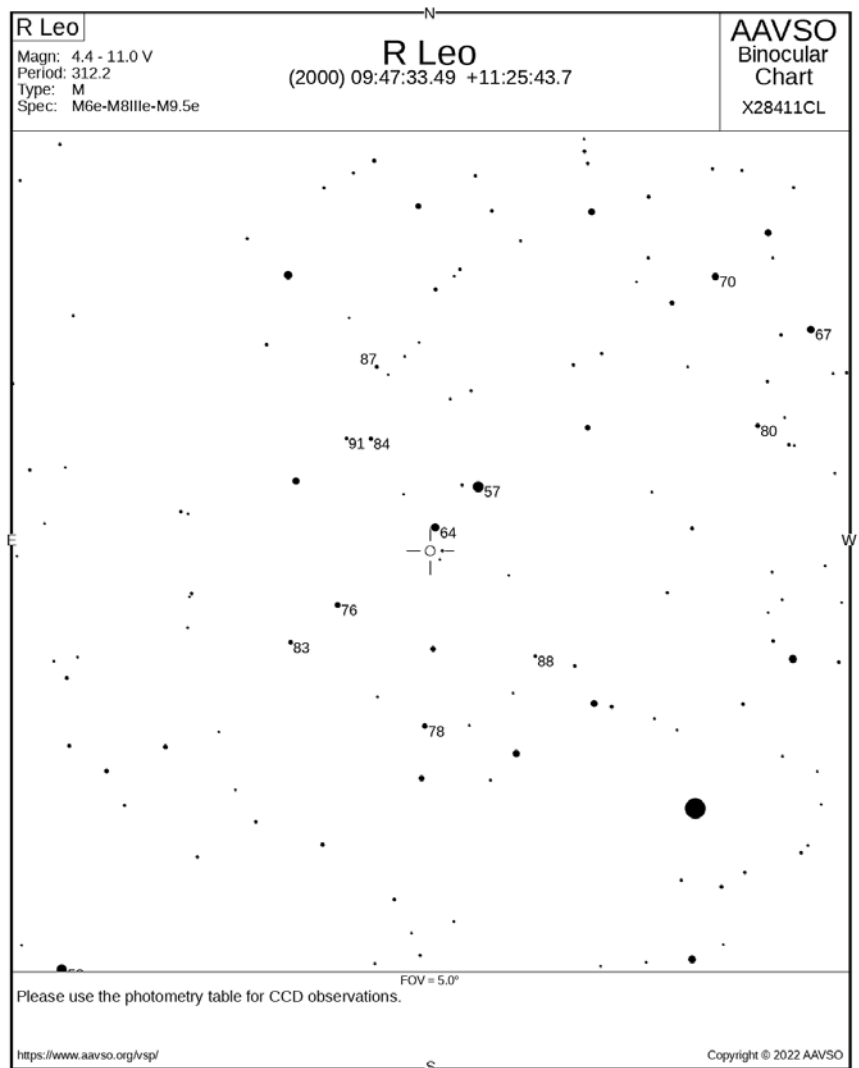 N
R Leo
Magn: 4.4 - 11.0 V
Period: 312.2
Type: M
Spec: M6e-M8IIIe-M9.5e
R Leo
(2000) 09:47:33.49 +11:25:43.7
AAVSO
Binocular
Chart
X28411CL
70
67
87
80
91 84
57
64
E
W
76
83
88
78
FOV = 5.0°
Please use the photometry table for CCD observations.
https://www.aavso.org/vsp/
Copyright © 2022 AAVSO
S